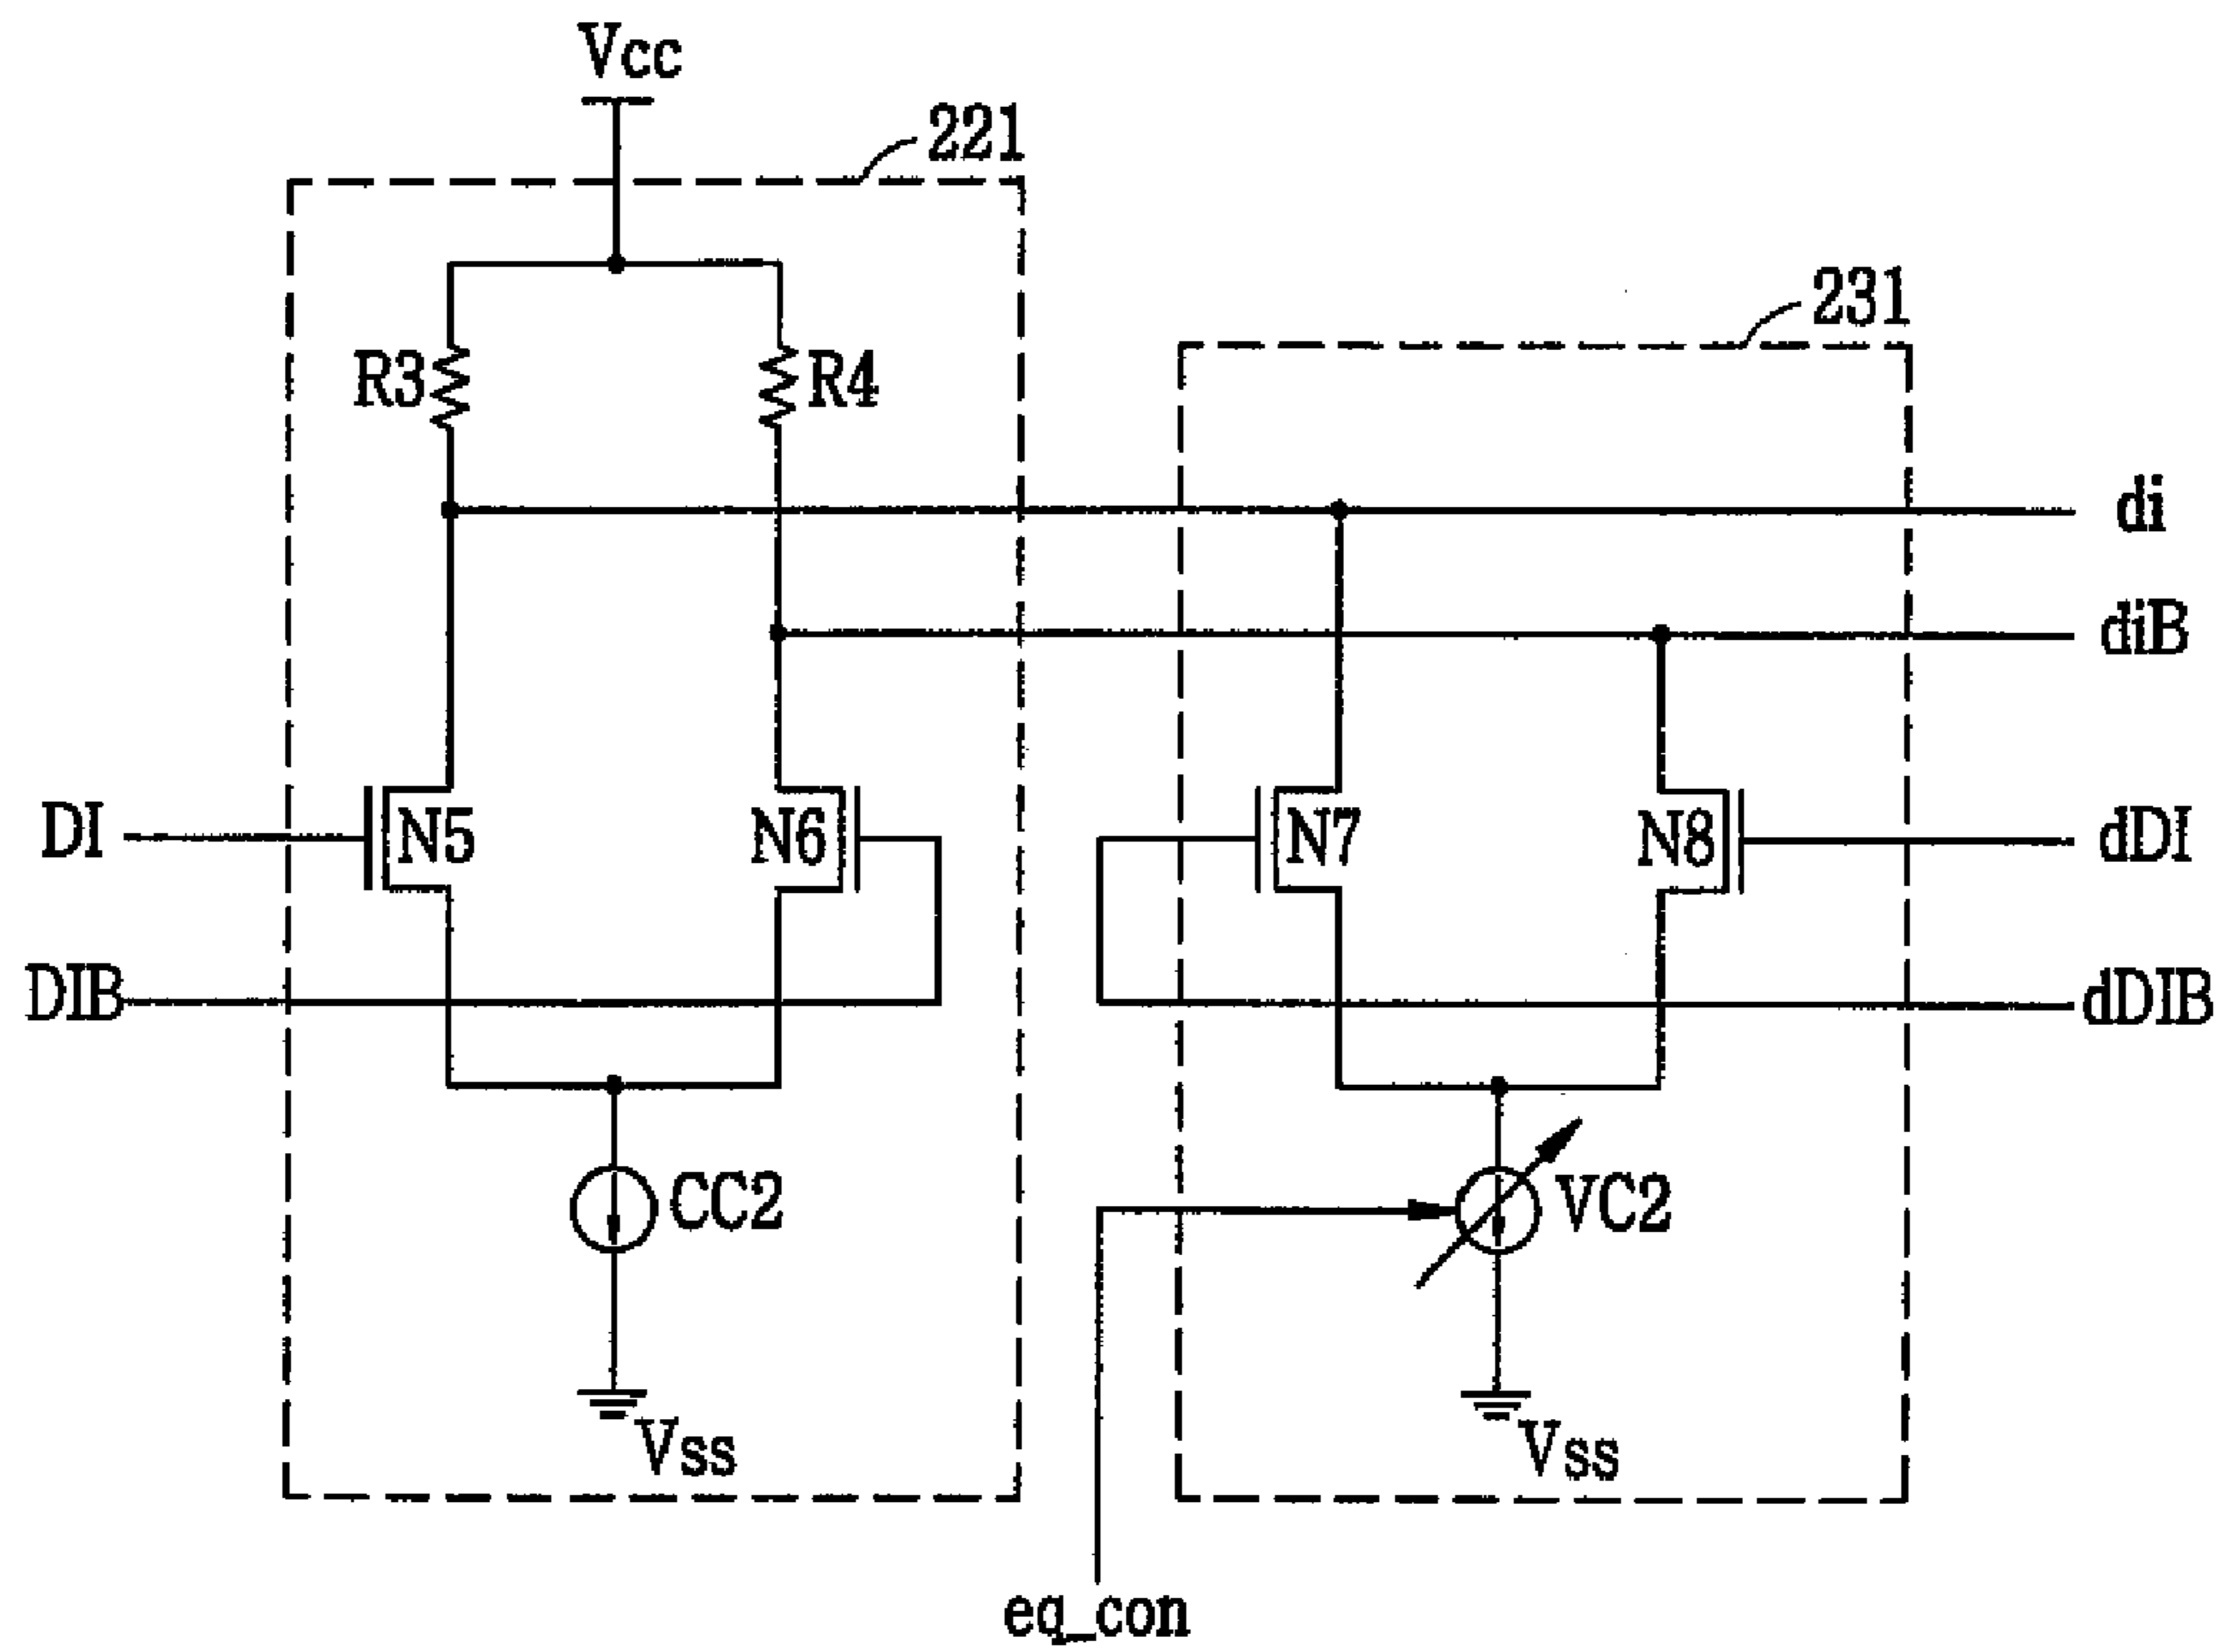 Vcc
221
231
R3
R4
di
diB
DI
N5
N6
N7
N8
dDI
DIB
dDIB
CC2
VC2
Vss
Vss
eq_con